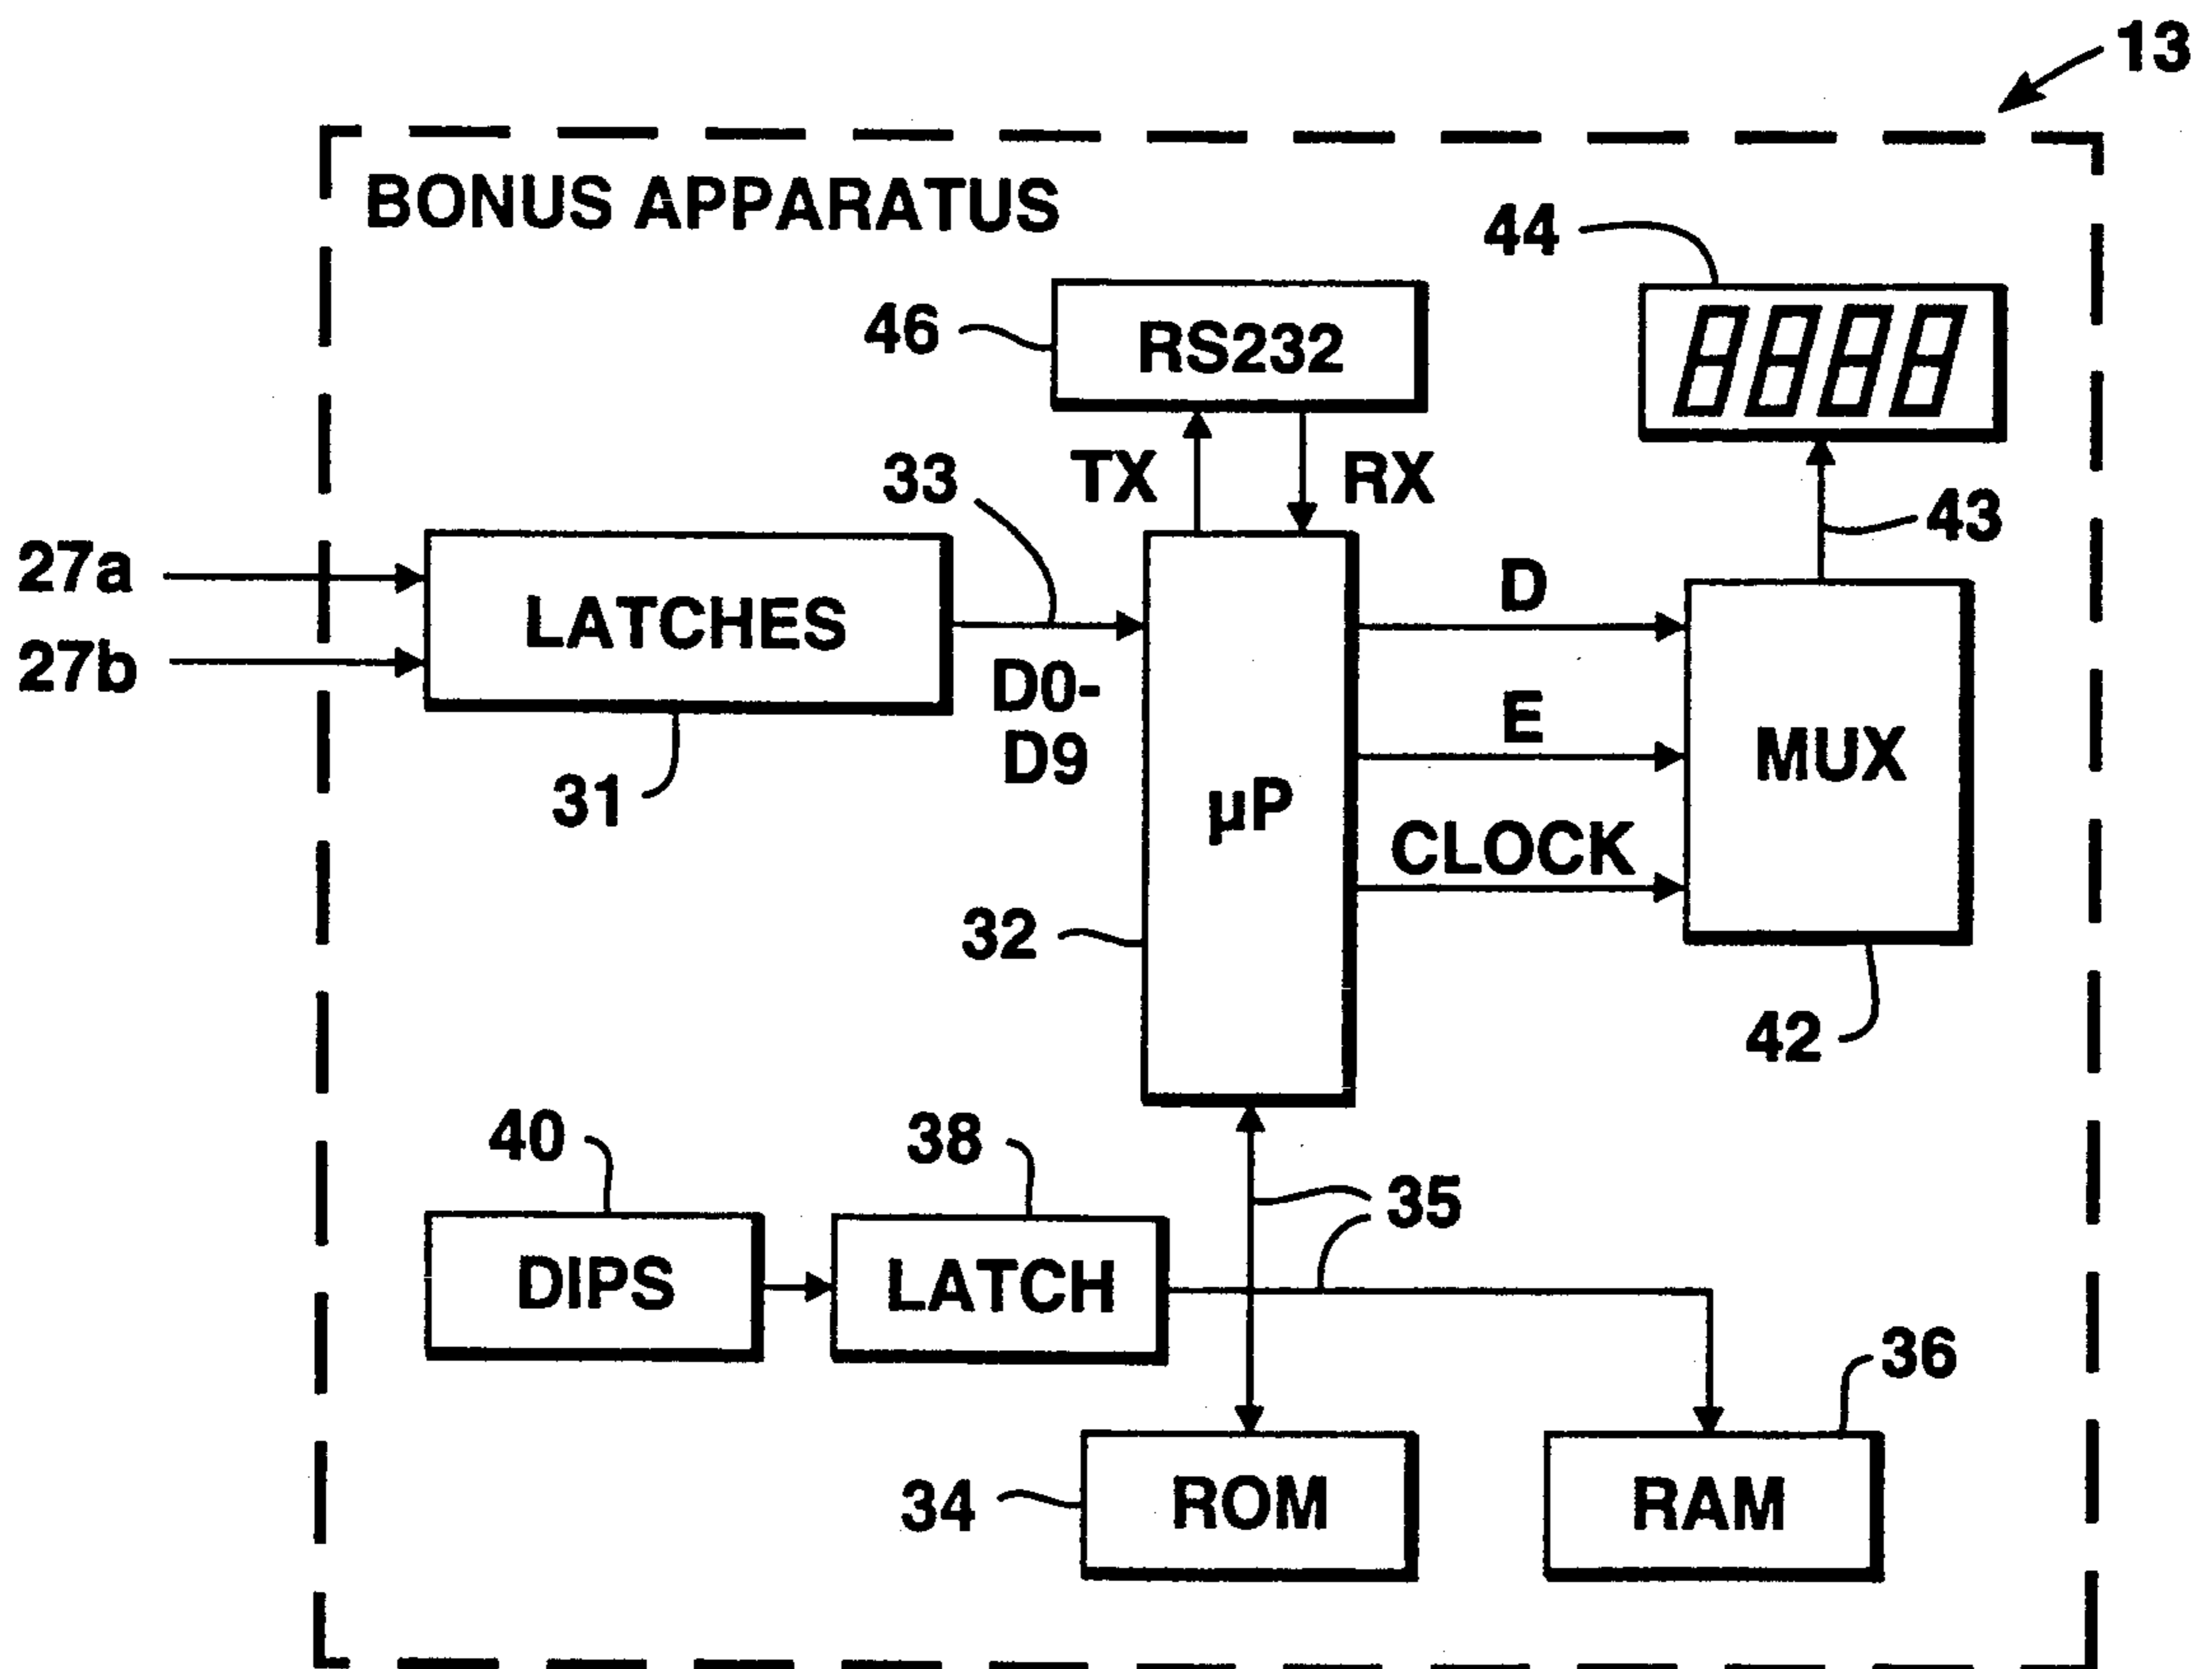 13
BONUS APPARATUS
44
46
RS232
8888
33
TX
RX
43
27a
LATCHES
D
27b
D0-
D9
E
MUX
31
µP
CLOCK
32
42
40
38
35
DIPS
LATCH
36
34
ROM
RAM